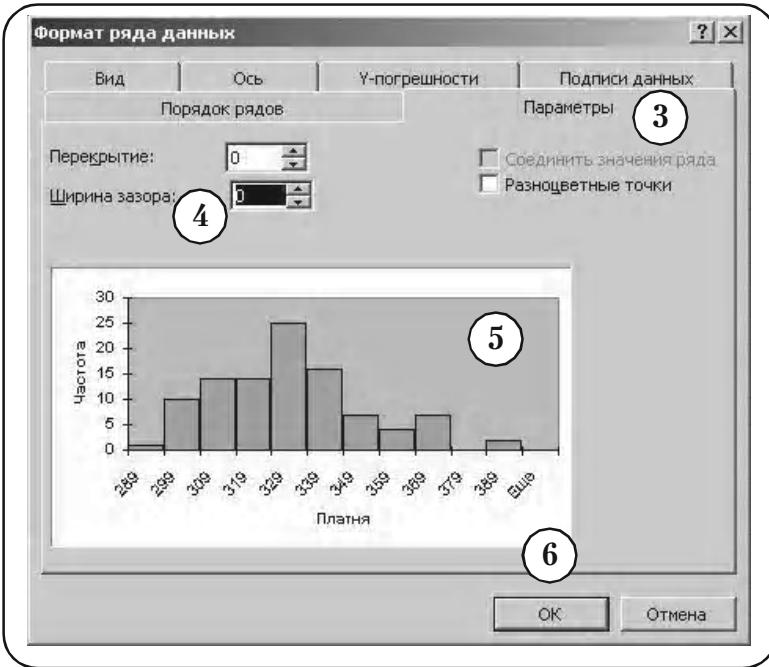 Формат ряда данных
Вид Ось Y-погрешности Подписи данных
Порядок рядов Параметры 3
Перекрытие: 0 Соединить значения ряда
Ширина зазора: 4 0 Разноцветные точки
30
25
20
15
10
5
0
Частота
5
289 299 309 319 329 339 349 359 369 379 389 Еще
Платня
6
ОК Отмена